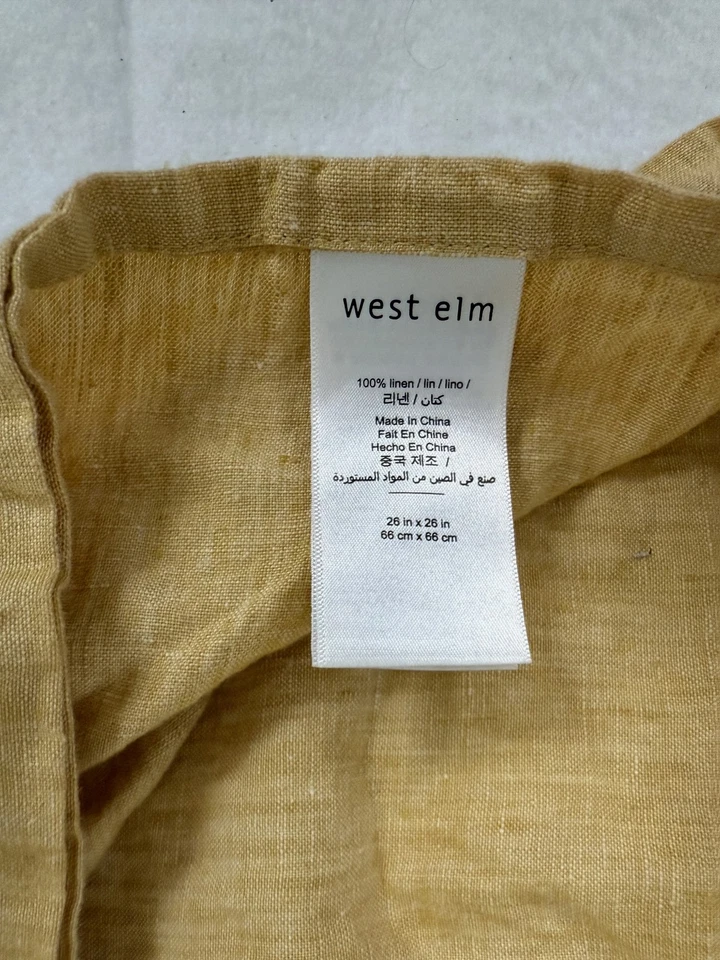 west elm
100% linen / lin / lino /
리넨 / كتان
Made In China
Fait En Chine
Hecho En China
중국 제조 /
صنع في الصين من المواد المستوردة
26 in x 26 in
66 cm x 66 cm